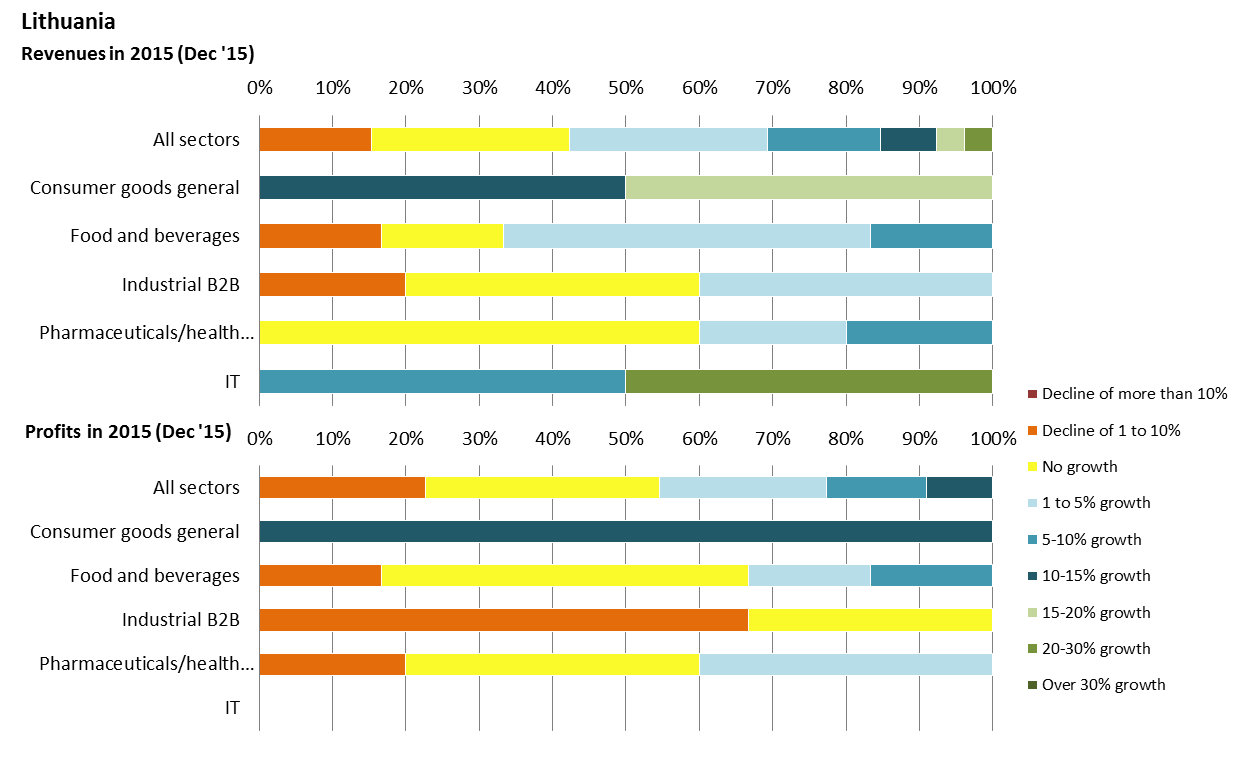 Lithuania
Revenues in 2015 (Dec '15)
0% 10% 20% 30% 40% 50% 60% 70% 80% 90% 100%
All sectors
Consumer goods general
Food and beverages
Industrial B2B
Pharmaceuticals/health...
IT
Profits in 2015 (Dec '15)
0% 10% 20% 30% 40% 50% 60% 70% 80% 90% 100%
All sectors
Consumer goods general
Food and beverages
Industrial B2B
Pharmaceuticals/health...
IT
Decline of more than 10%
Decline of 1 to 10%
No growth
1 to 5% growth
5-10% growth
10-15% growth
15-20% growth
20-30% growth
Over 30% growth